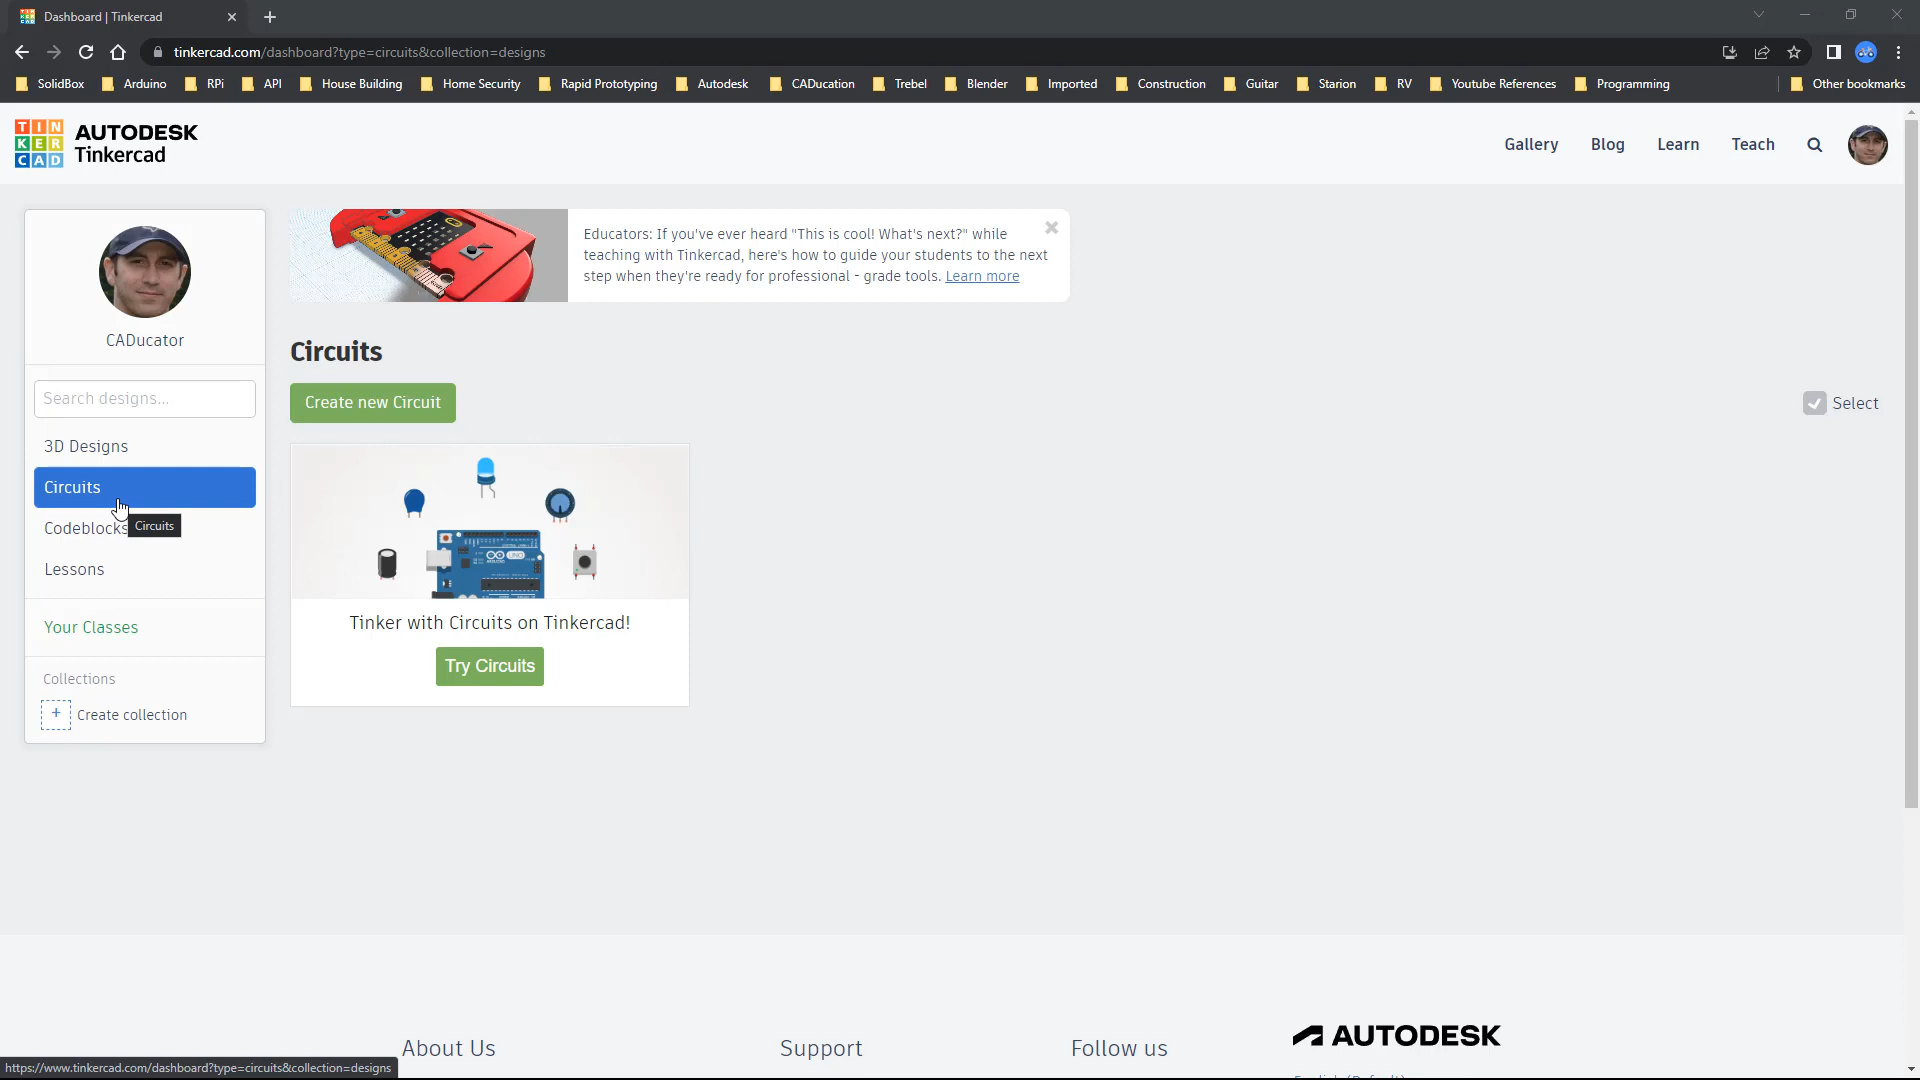 Dashboard | Tinkercad
tinkercad.com/dashboard?type=circuits&collection=designs
SolidBox Arduino RPi API House Building Home Security Rapid Prototyping Autodesk CADucation Trebel Blender Imported Construction Guitar Starion RV Youtube References Programming Other bookmarks
TIN
KER
CAD
AUTODESK
Tinkercad
Gallery Blog Learn Teach
Educators: If you've ever heard "This is cool! What's next?" while
teaching with Tinkercad, here's how to guide your students to the next
step when they're ready for professional - grade tools. Learn more
CADucator
Search designs...
3D Designs
Circuits
Codeblocks
Circuits
Lessons
Your Classes
Collections
+ Create collection
Circuits
Create new Circuit
Select
UNO
Tinker with Circuits on Tinkercad!
Try Circuits
About Us
Support
Follow us
AUTODESK
https://www.tinkercad.com/dashboard?type=circuits&collection=designs